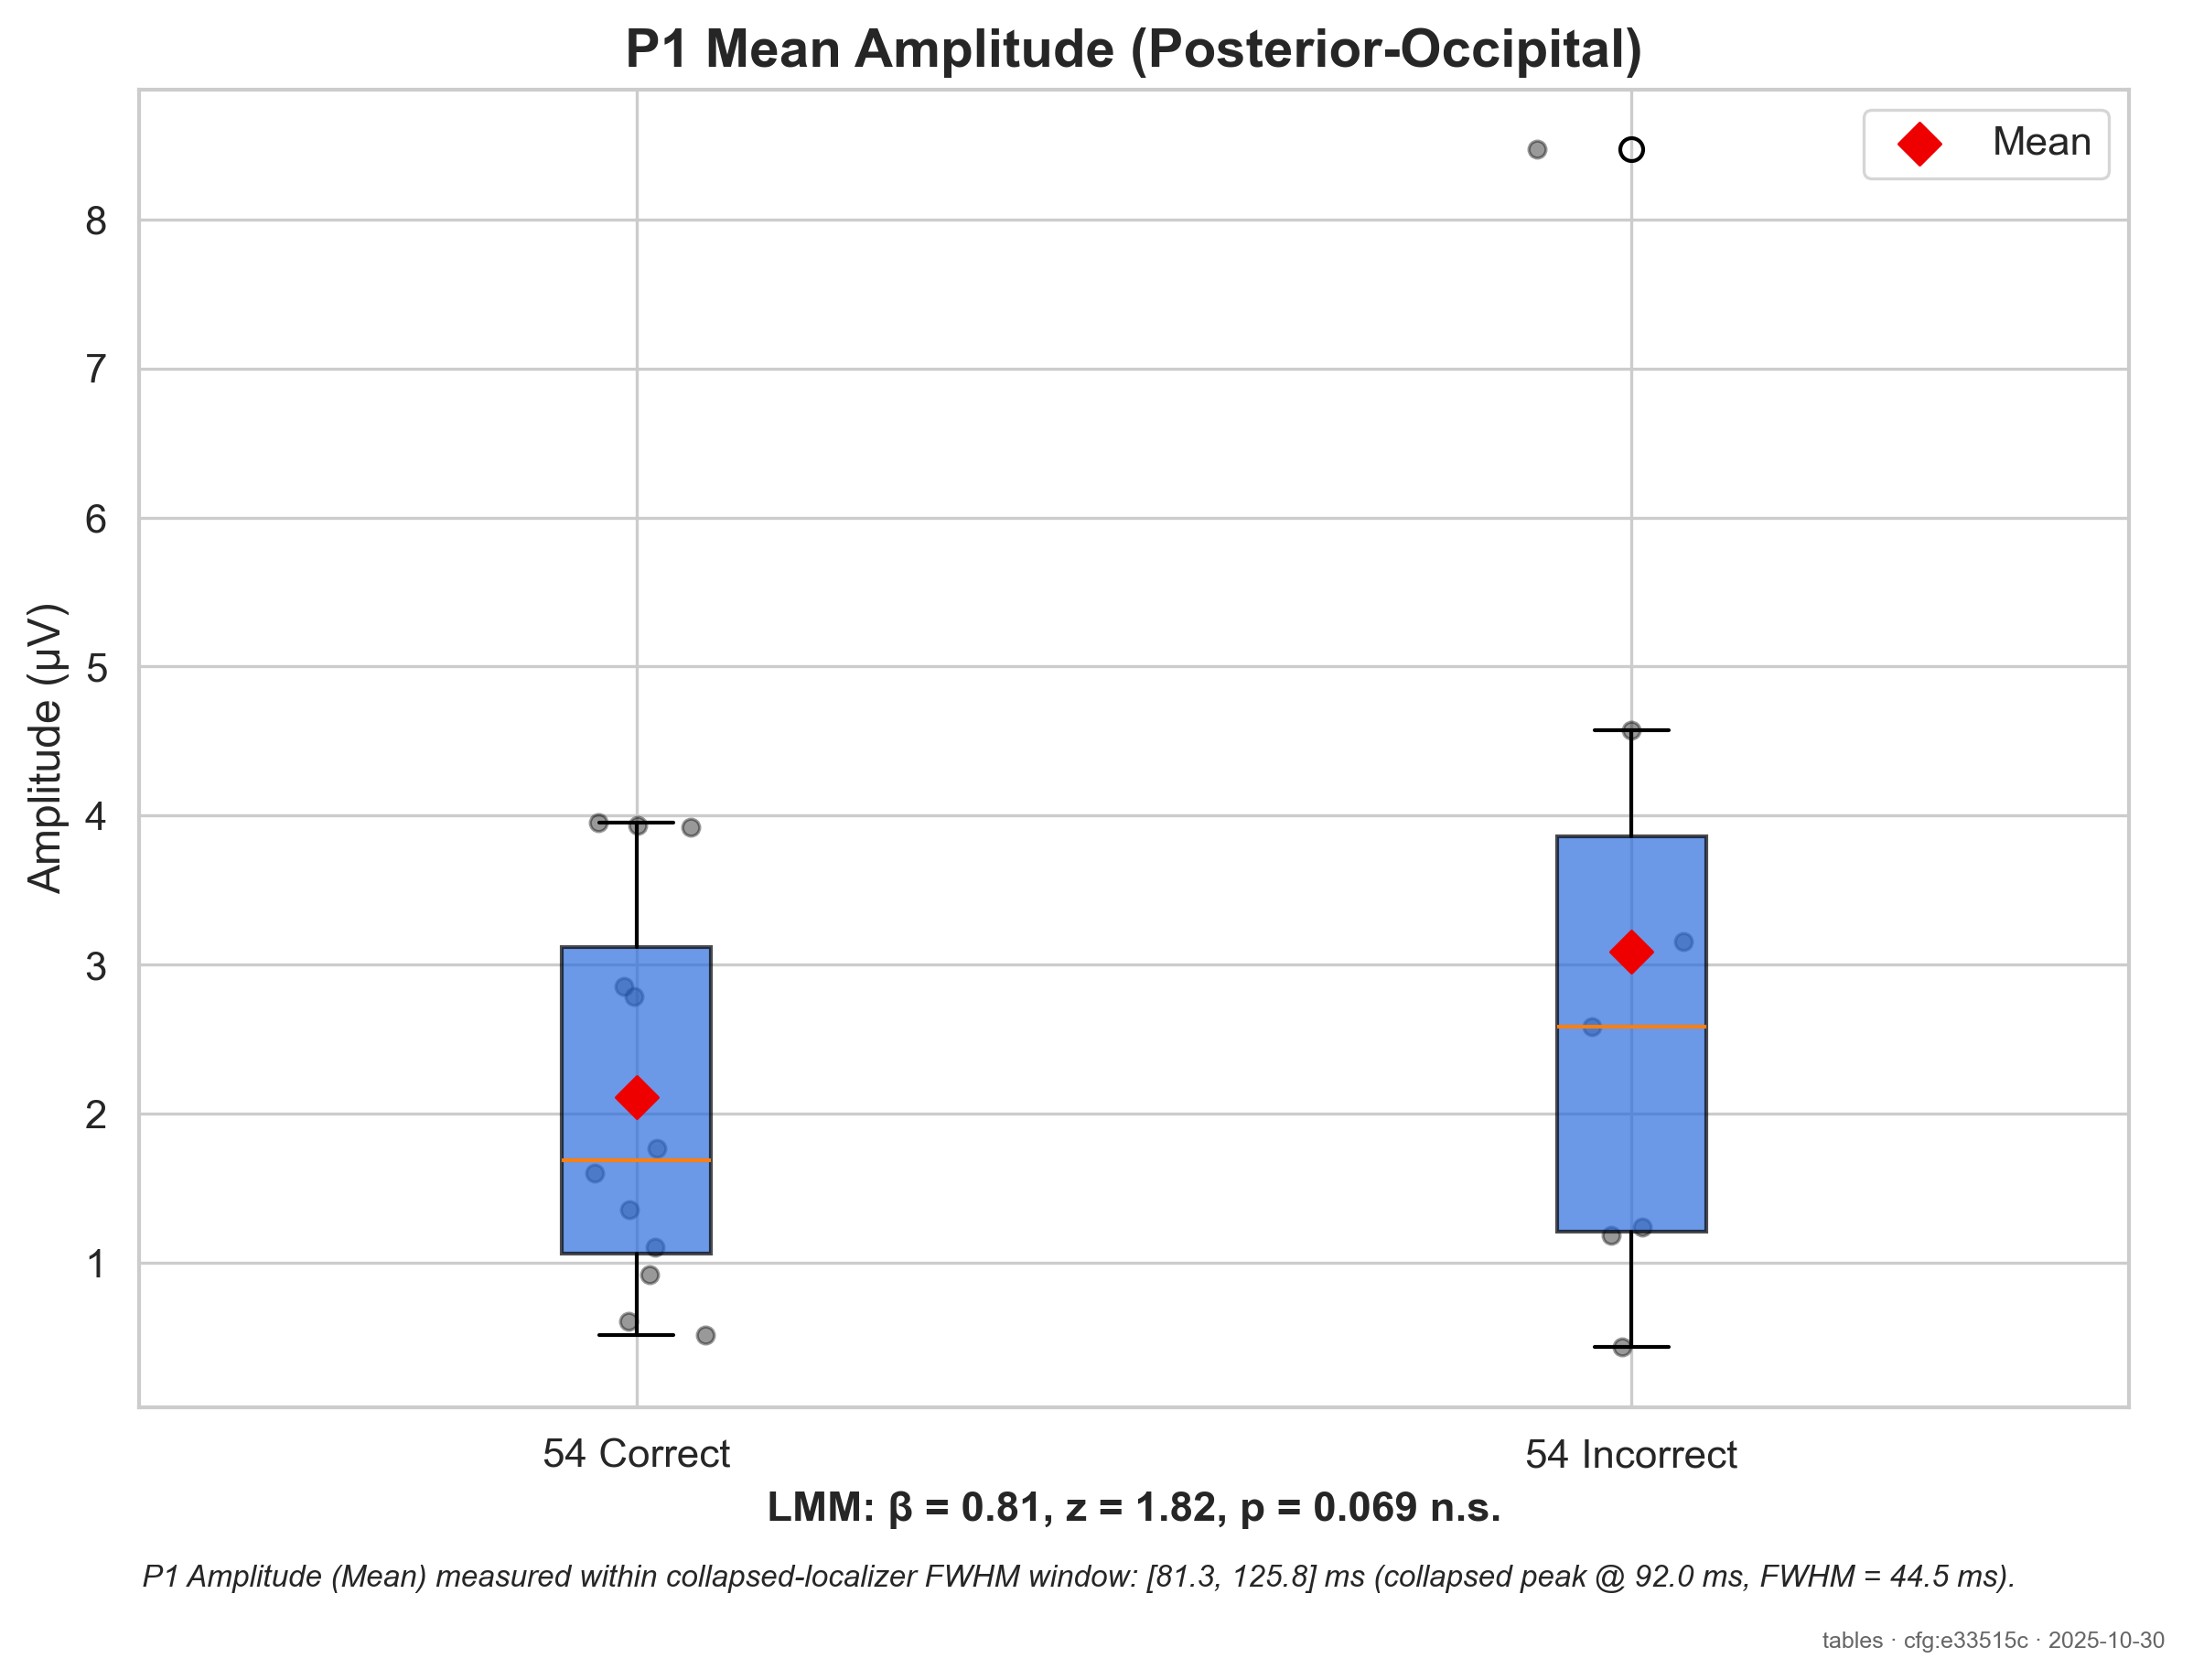 P1 Mean Amplitude (Posterior-Occipital)
Mean
8
7
6
5
4
3
2
1
Amplitude (µV)
54 Correct
54 Incorrect
LMM: β = 0.81, z = 1.82, p = 0.069 n.s.
P1 Amplitude (Mean) measured within collapsed-localizer FWHM window: [81.3, 125.8] ms (collapsed peak @ 92.0 ms, FWHM = 44.5 ms).
tables · cfg:e33515c · 2025-10-30